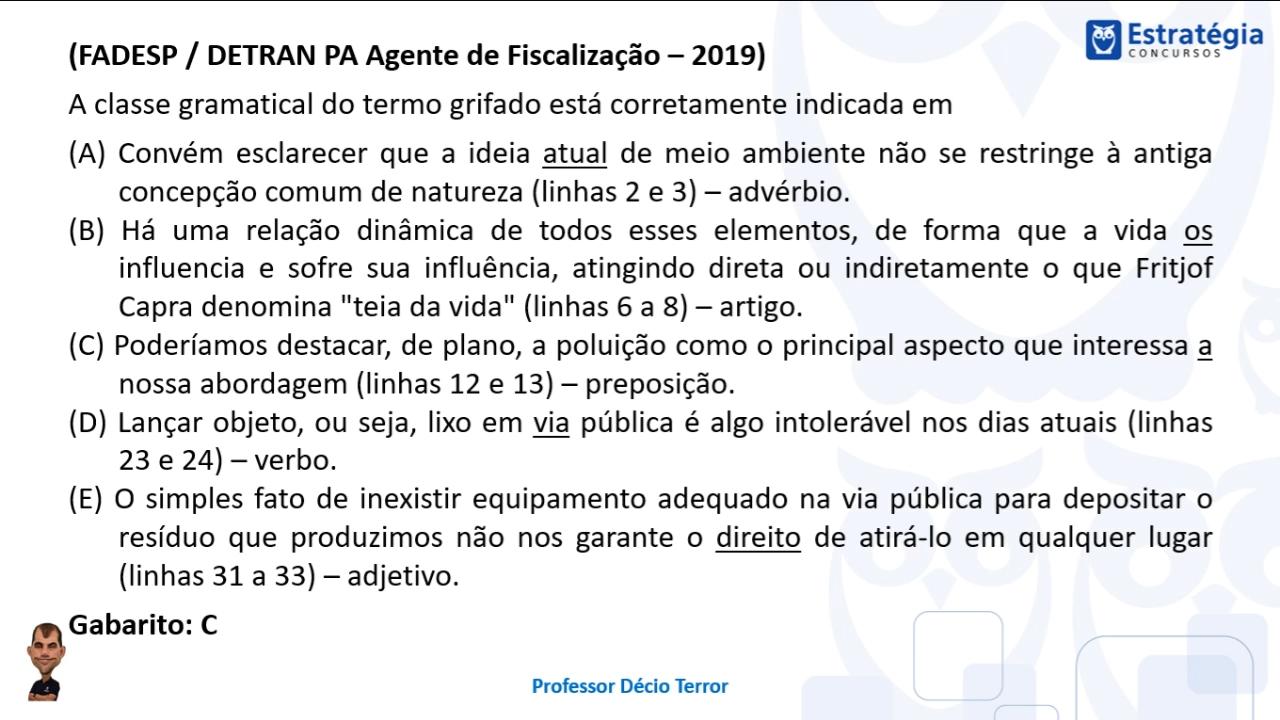 Estratégia
CONCURSOS
(FADESP / DETRAN PA Agente de Fiscalização – 2019)
A classe gramatical do termo grifado está corretamente indicada em
(A) Convém esclarecer que a ideia atual de meio ambiente não se restringe à antiga
concepção comum de natureza (linhas 2 e 3) – advérbio.
(B) Há uma relação dinâmica de todos esses elementos, de forma que a vida os
influencia e sofre sua influência, atingindo direta ou indiretamente o que Fritjof
Capra denomina "teia da vida" (linhas 6 a 8) – artigo.
(C) Poderíamos destacar, de plano, a poluição como o principal aspecto que interessa a
nossa abordagem (linhas 12 e 13) – preposição.
(D) Lançar objeto, ou seja, lixo em via pública é algo intolerável nos dias atuais (linhas
23 e 24) – verbo.
(E) O simples fato de inexistir equipamento adequado na via pública para depositar o
resíduo que produzimos não nos garante o direito de atirá-lo em qualquer lugar
(linhas 31 a 33) – adjetivo.
Gabarito: C
Professor Décio Terror